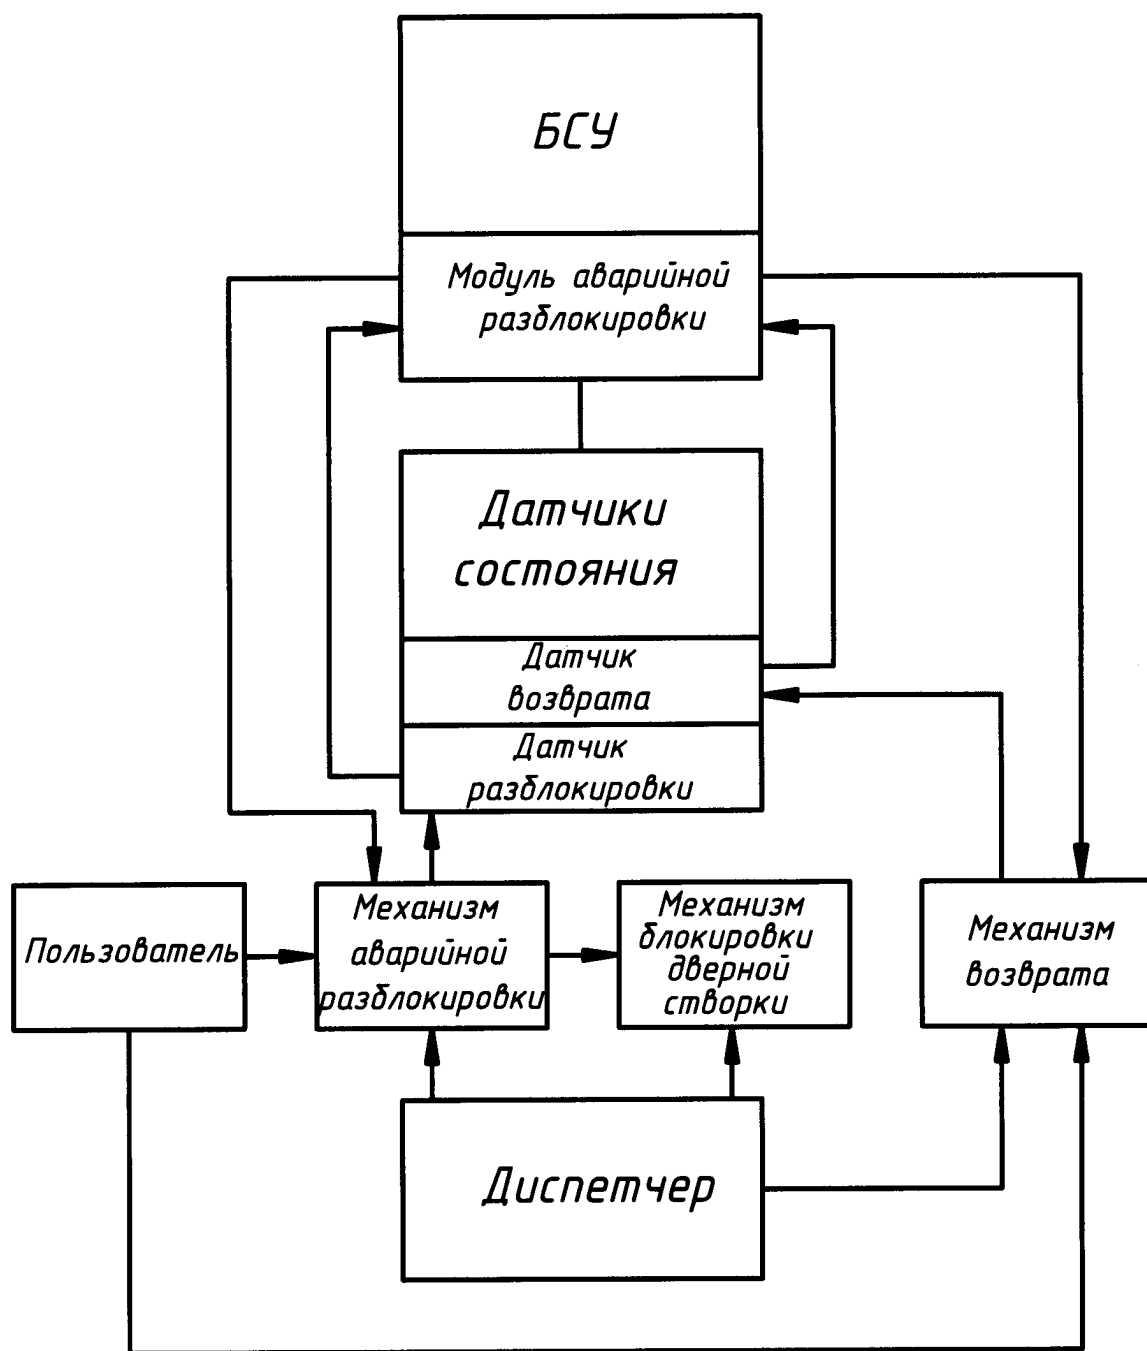 БСУ
Модуль аварийной
разблокировки
Датчики
состояния
Датчик
возврата
Датчик
разблокировки
Пользователь
Механизм
аварийной
разблокировки
Механизм
блокировки
дверной
створки
Механизм
возврата
Диспетчер